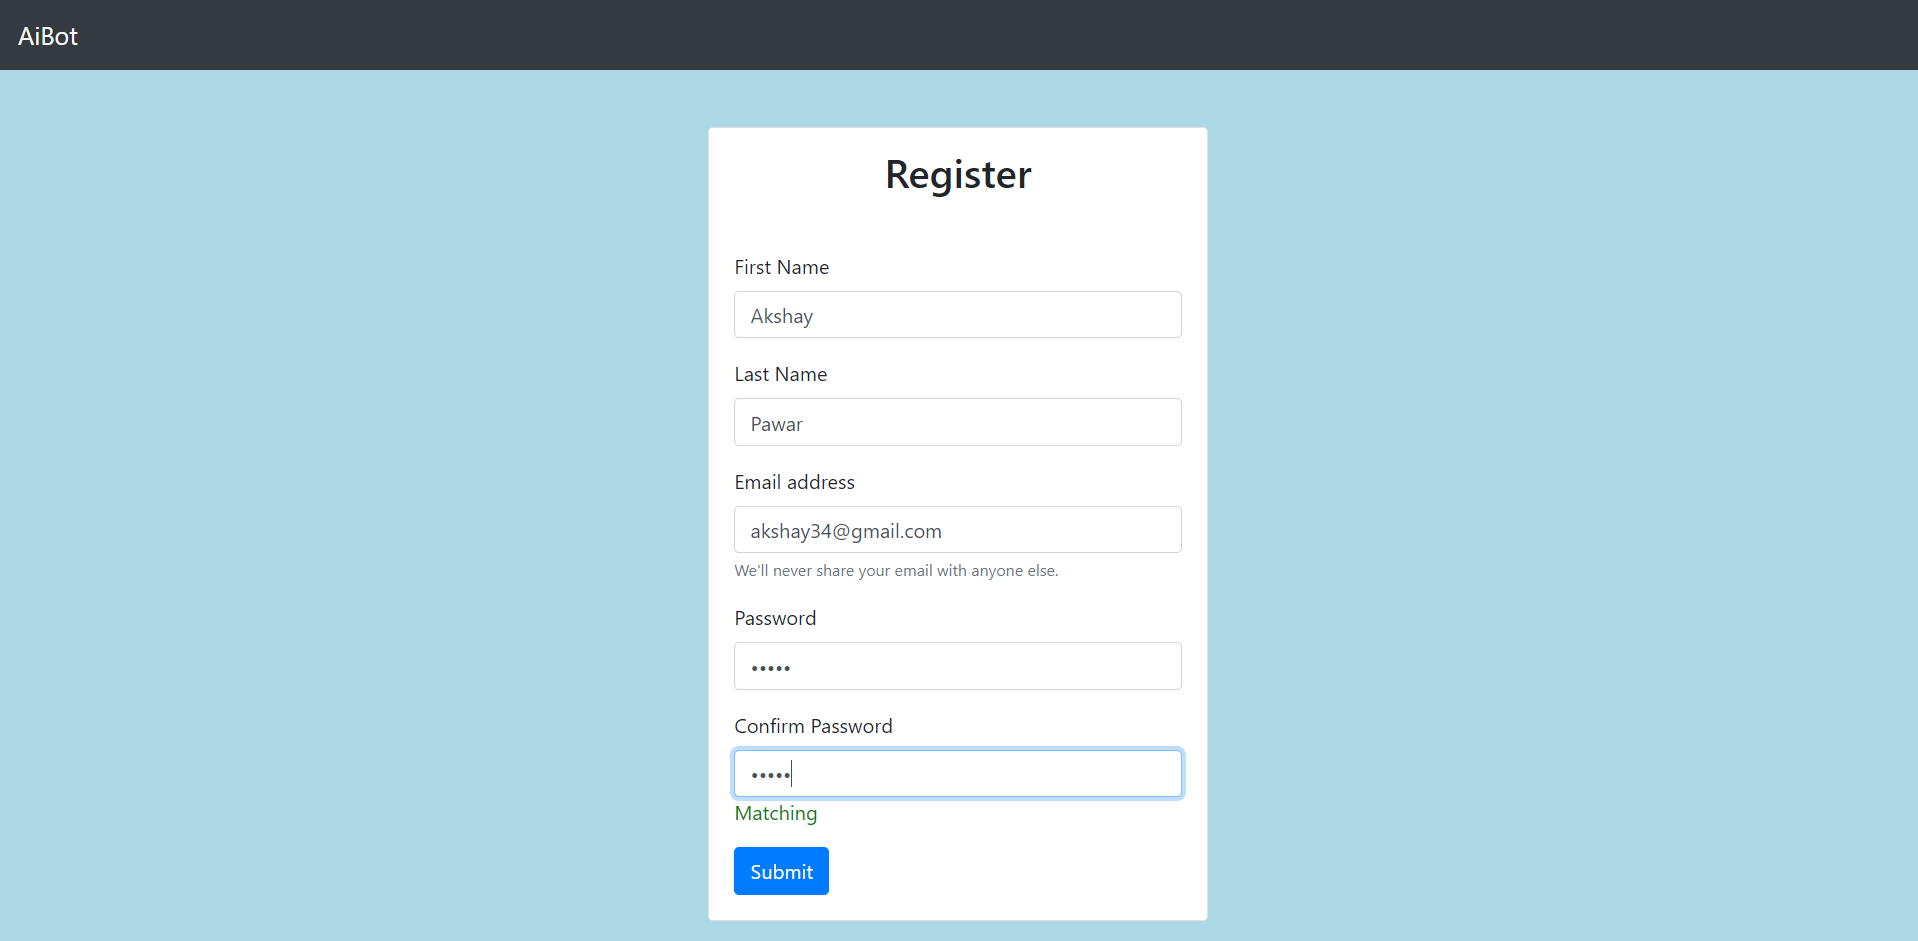 AiBot
Register
First Name
Akshay
Last Name
Pawar
Email address
akshay34@gmail.com
We'll never share your email with anyone else.
Password
•••••
Confirm Password
•••••
Matching
Submit